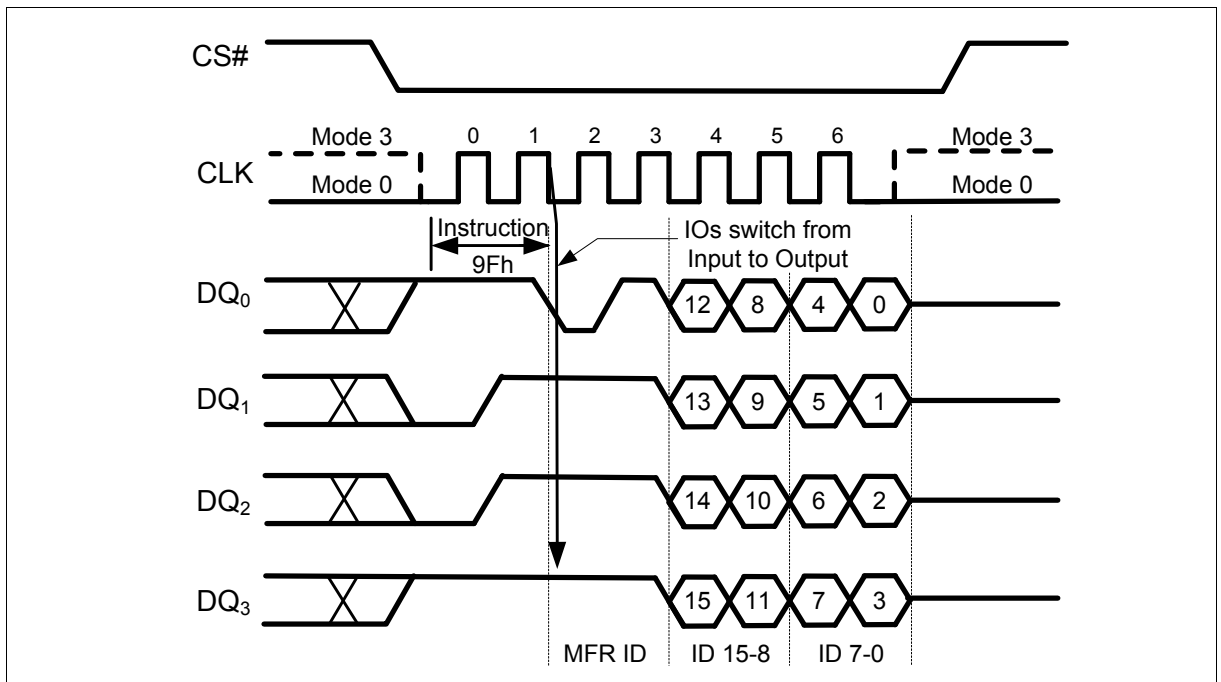 CS#
Mode 3 0 1 2 3 4 5 6 Mode 3
CLK
Mode 0 Mode 0
Instruction
9Fh
IOs switch from
Input to Output
DQ0 12 8 4 0
DQ1 13 9 5 1
DQ2 14 10 6 2
DQ3 15 11 7 3
MFR ID ID 15-8 ID 7-0